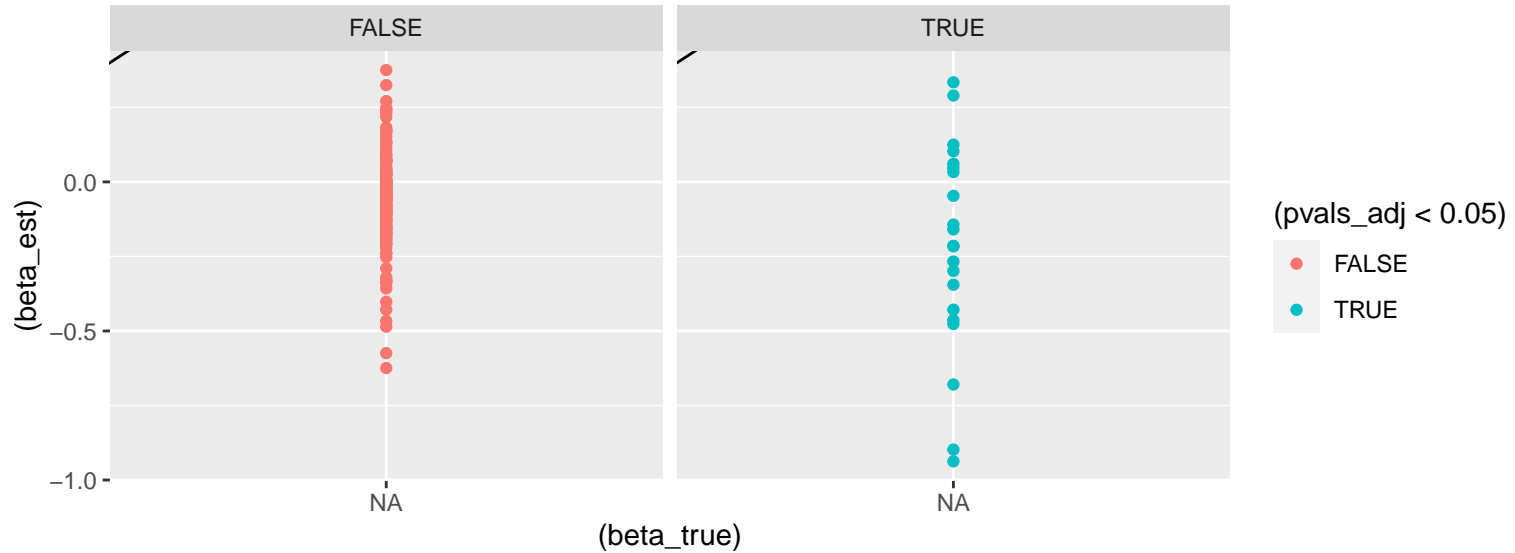 FALSE
TRUE
(beta_est)
0.0
−0.5
−1.0
NA
NA
(beta_true)
(pvals_adj < 0.05)
FALSE
TRUE